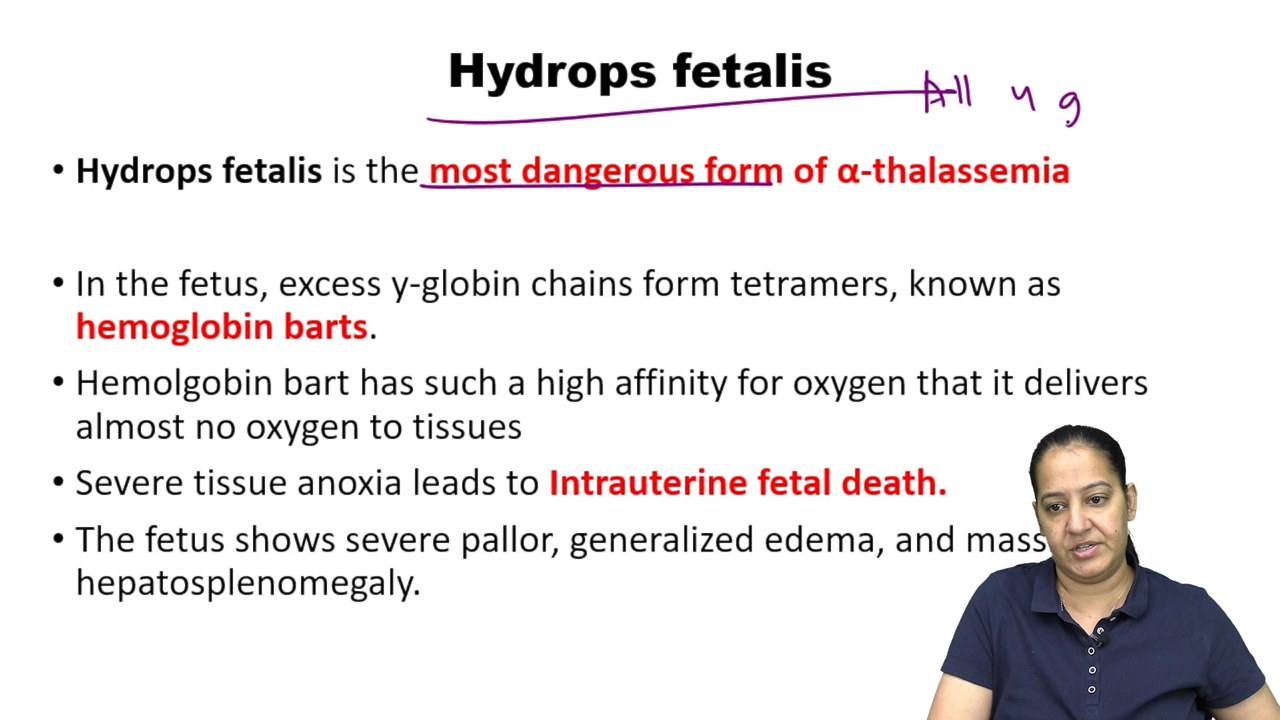 Hydrops fetalis
All 4 g
• Hydrops fetalis is the most dangerous form of α-thalassemia
• In the fetus, excess y-globin chains form tetramers, known as
hemoglobin barts.
• Hemolgobin bart has such a high affinity for oxygen that it delivers
almost no oxygen to tissues
• Severe tissue anoxia leads to Intrauterine fetal death.
• The fetus shows severe pallor, generalized edema, and mass
hepatosplenomegaly.